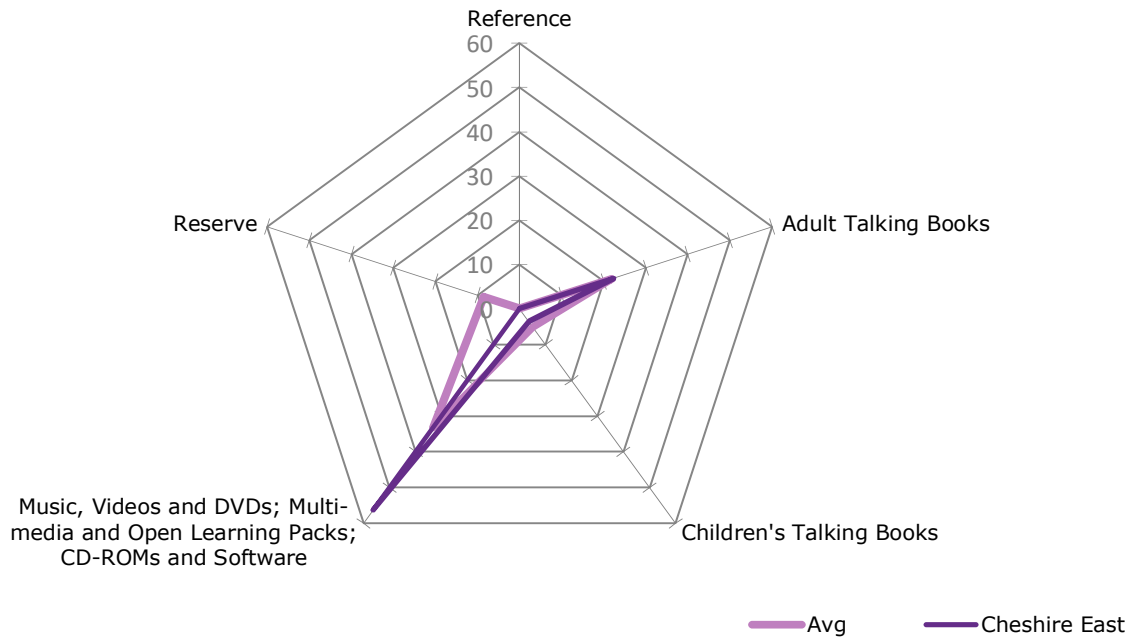 Reference
60
50
40
30
20
10
0
Reserve
Adult Talking Books
Music, Videos and DVDs; Multi-
media and Open Learning Packs;
CD-ROMs and Software
Children's Talking Books
Avg
Cheshire East